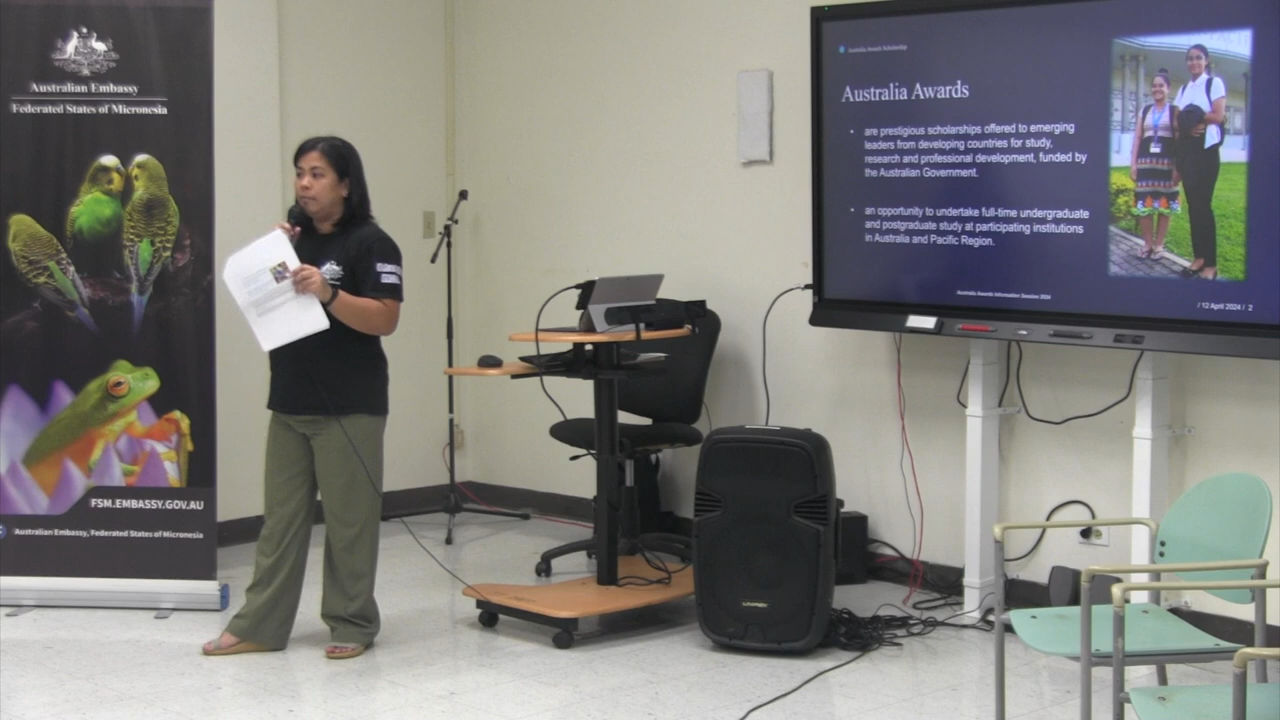 Australian Embassy
Federated States of Micronesia
FSM.EMBASSY.GOV.AU
Australian Embassy, Federated States of Micronesia
Australia Awards Scholarship
Australia Awards
• are prestigious scholarships offered to emerging
leaders from developing countries for study,
research and professional development, funded by
the Australian Government.
• an opportunity to undertake full-time undergraduate
and postgraduate study at participating institutions
in Australia and Pacific Region.
Australia Awards Information Session 2024
/ 12 April 2024 / 2